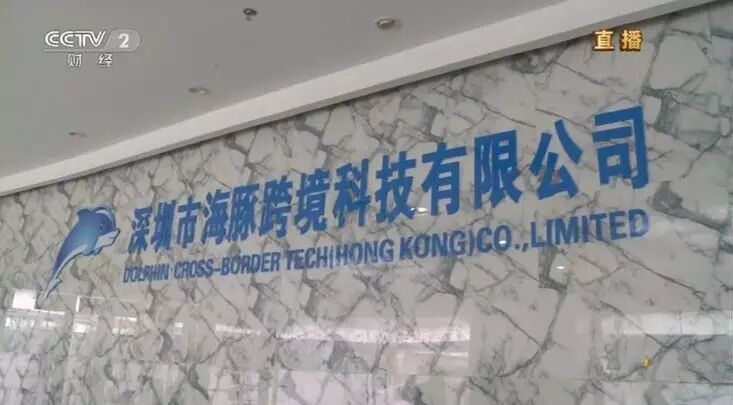 CCTV 2
财经
直播
深圳市海豚跨境科技有限公司
DOLPHIN CROSS-BORDER TECH(HONG KONG)CO.,LIMITED